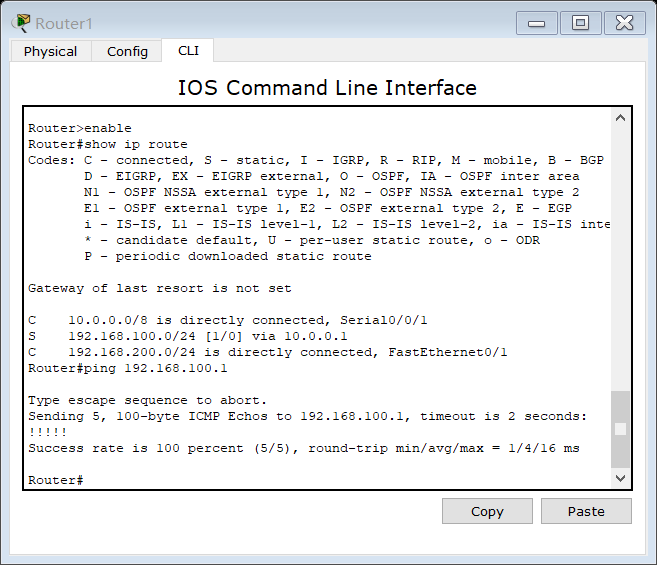 Router1
Physical Config CLI
IOS Command Line Interface
Router>enable
Router#show ip route
Codes: C - connected, S - static, I - IGRP, R - RIP, M - mobile, B - BGP
D - EIGRP, EX - EIGRP external, O - OSPF, IA - OSPF inter area
N1 - OSPF NSSA external type 1, N2 - OSPF NSSA external type 2
E1 - OSPF external type 1, E2 - OSPF external type 2, E - EGP
i - IS-IS, L1 - IS-IS level-1, L2 - IS-IS level-2, ia - IS-IS inte
* - candidate default, U - per-user static route, o - ODR
P - periodic downloaded static route
Gateway of last resort is not set
C 10.0.0.0/8 is directly connected, Serial0/0/1
S 192.168.100.0/24 [1/0] via 10.0.0.1
C 192.168.200.0/24 is directly connected, FastEthernet0/1
Router#ping 192.168.100.1
Type escape sequence to abort.
Sending 5, 100-byte ICMP Echos to 192.168.100.1, timeout is 2 seconds:
!!!!!
Success rate is 100 percent (5/5), round-trip min/avg/max = 1/4/16 ms
Router#
Copy Paste